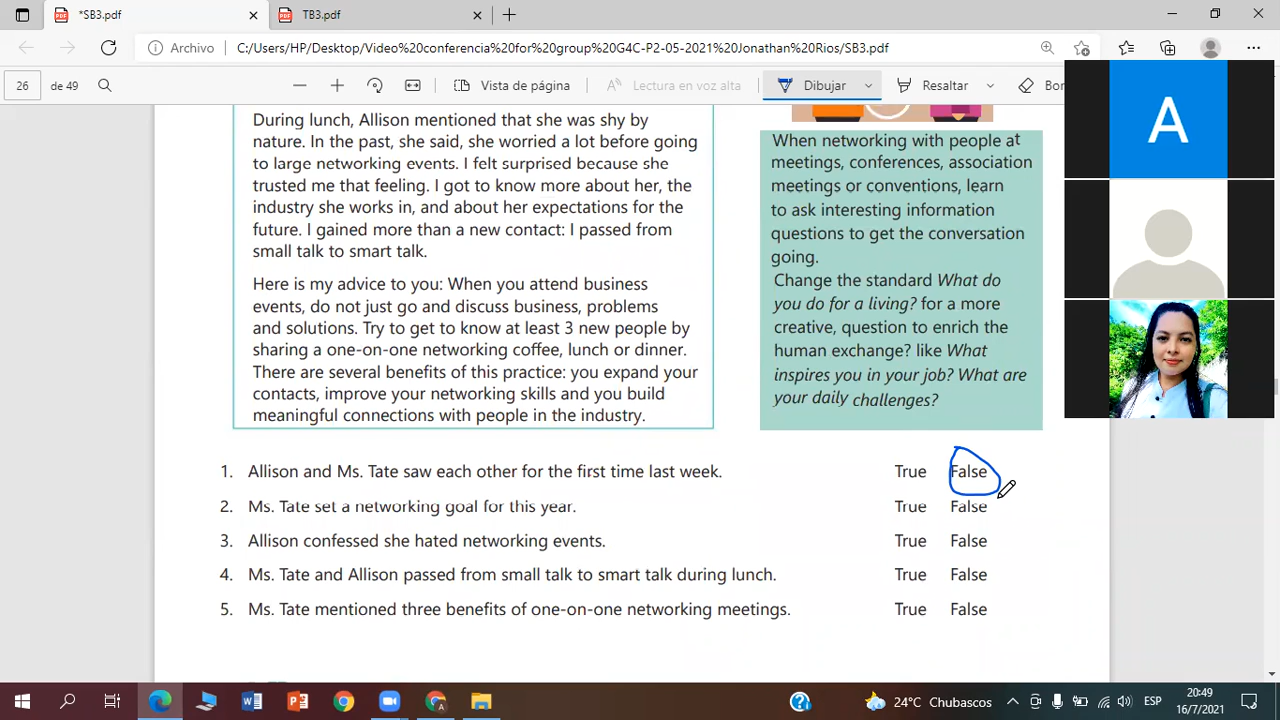 *SB3.pdf
TB3.pdf
Archivo
C:/Users/HP/Desktop/Video%20conferencia%20for%20group%20G4C-P2-05-2021%20Jonathan%20Rios/SB3.pdf
26 de 49
Vista de página
Lectura en voz alta
Dibujar
Resaltar
Bor
During lunch, Allison mentioned that she was shy by
nature. In the past, she said, she worried a lot before going
to large networking events. I felt surprised because she
trusted me that feeling. I got to know more about her, the
industry she works in, and about her expectations for the
future. I gained more than a new contact: I passed from
small talk to smart talk.
Here is my advice to you: When you attend business
events, do not just go and discuss business, problems
and solutions. Try to get to know at least 3 new people by
sharing a one-on-one networking coffee, lunch or dinner.
There are several benefits of this practice: you expand your
contacts, improve your networking skills and you build
meaningful connections with people in the industry.
When networking with people at
meetings, conferences, association
meetings or conventions, learn
to ask interesting information
questions to get the conversation
going.
Change the standard What do
you do for a living? for a more
creative, question to enrich the
human exchange? like What
inspires you in your job? What are
your daily challenges?
1. Allison and Ms. Tate saw each other for the first time last week. True False
2. Ms. Tate set a networking goal for this year. True False
3. Allison confessed she hated networking events. True False
4. Ms. Tate and Allison passed from small talk to smart talk during lunch. True False
5. Ms. Tate mentioned three benefits of one-on-one networking meetings. True False
A
24°C Chubascos
ESP
20:49
16/7/2021